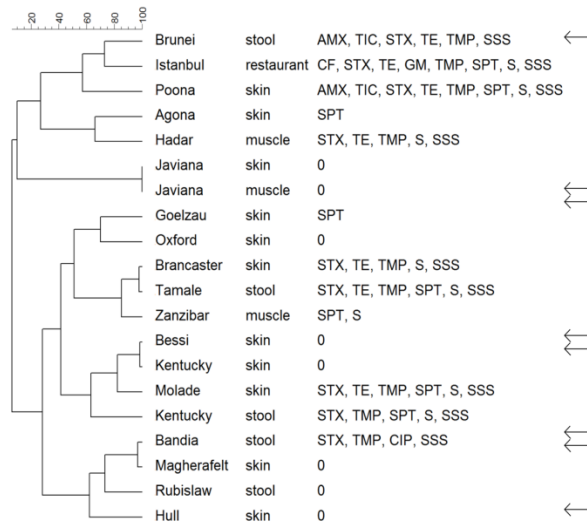 20 40 60 80 100
Brunei stool AMX, TIC, STX, TE, TMP, SSS
Istanbul restaurant CF, STX, TE, GM, TMP, SPT, S, SSS
Poona skin AMX, TIC, STX, TE, TMP, SPT, S, SSS
Agona skin SPT
Hadar muscle STX, TE, TMP, S, SSS
Javiana skin 0
Javiana muscle 0
Goelzau skin SPT
Oxford skin 0
Brancaster skin STX, TE, TMP, S, SSS
Tamale stool STX, TE, TMP, SPT, S, SSS
Zanzibar muscle SPT, S
Bessi skin 0
Kentucky skin 0
Molade skin STX, TE, TMP, SPT, S, SSS
Kentucky stool STX, TMP, SPT, S, SSS
Bandia stool STX, TMP, CIP, SSS
Magherafelt skin 0
Rubislaw stool 0
Hull skin 0